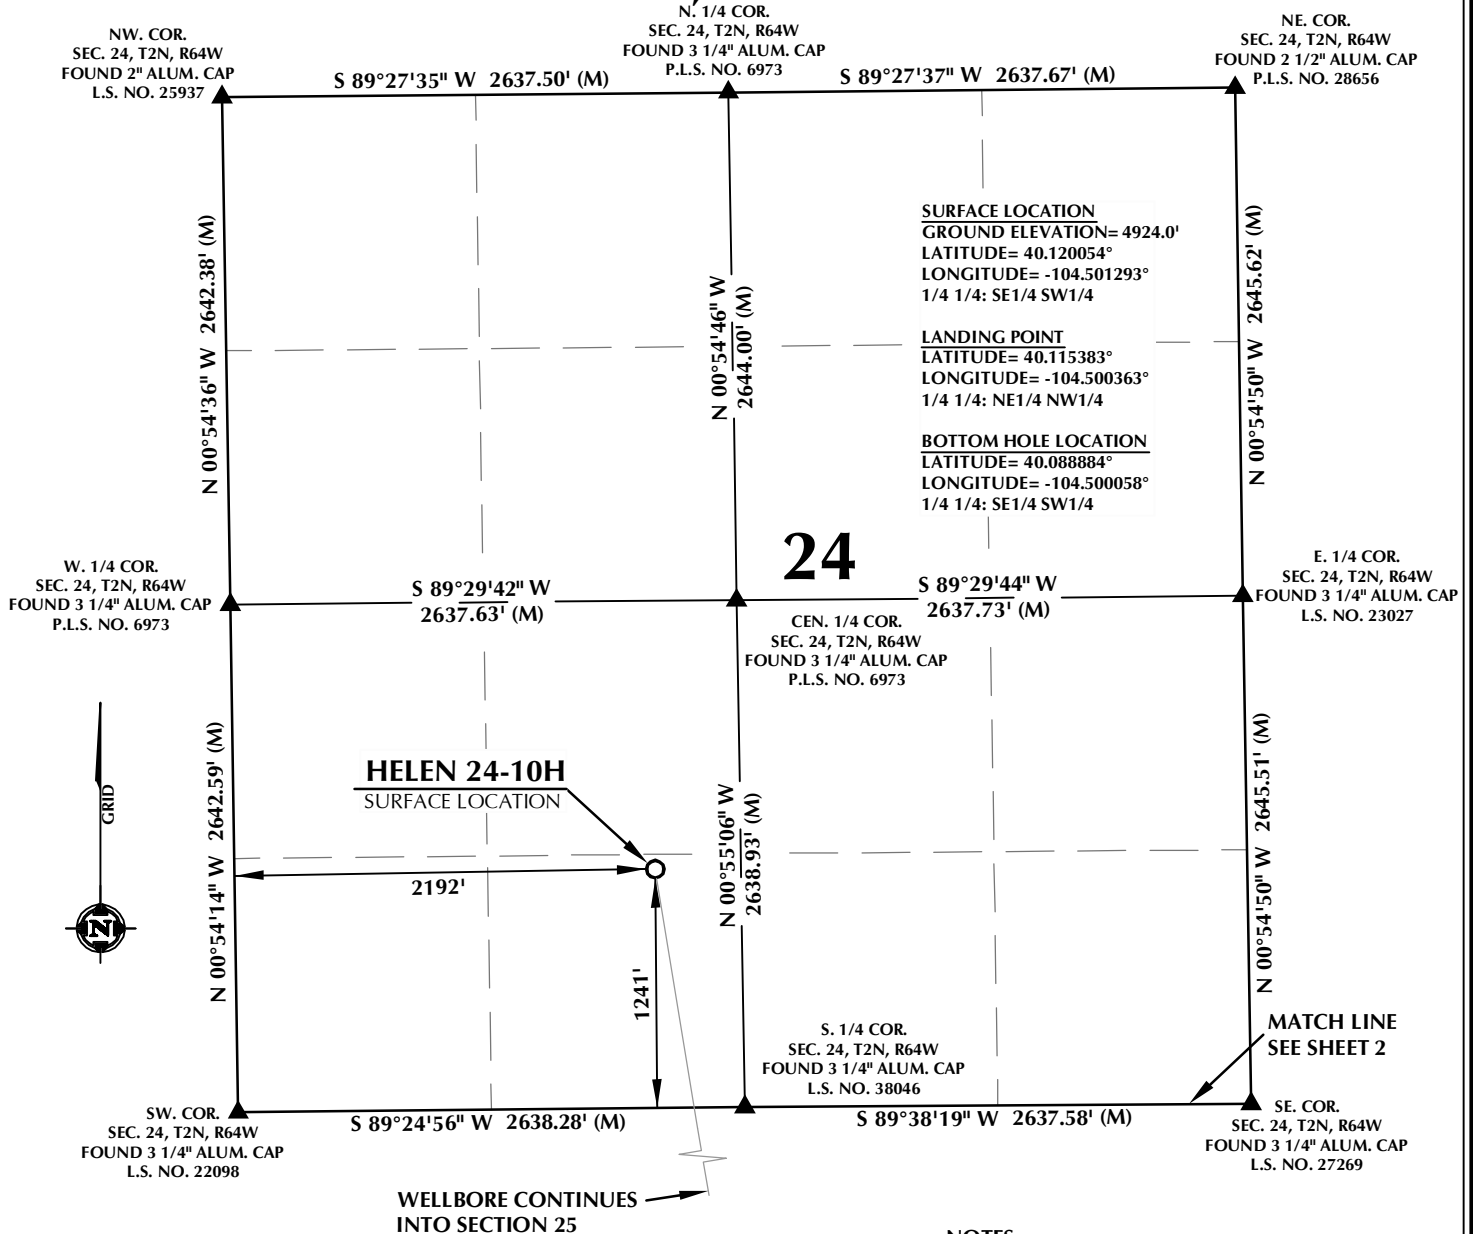 NW. COR.
SEC. 24, T2N, R64W
FOUND 2" ALUM. CAP
L.S. NO. 25937
N. 1/4 COR.
SEC. 24, T2N, R64W
FOUND 3 1/4" ALUM. CAP
P.L.S. NO. 6973
NE. COR.
SEC. 24, T2N, R64W
FOUND 2 1/2" ALUM. CAP
P.L.S. NO. 28656
S 89°27'35" W 2637.50' (M)
S 89°27'37" W 2637.67' (M)
N 00°54'36" W 2642.38' (M)
N 00°54'46" W
2644.00' (M)
N 00°54'50" W 2645.62' (M)
SURFACE LOCATION
GROUND ELEVATION= 4924.0'
LATITUDE= 40.120054°
LONGITUDE= -104.501293°
1/4 1/4: SE1/4 SW1/4
LANDING POINT
LATITUDE= 40.115383°
LONGITUDE= -104.500363°
1/4 1/4: NE1/4 NW1/4
BOTTOM HOLE LOCATION
LATITUDE= 40.088884°
LONGITUDE= -104.500058°
1/4 1/4: SE1/4 SW1/4
24
W. 1/4 COR.
SEC. 24, T2N, R64W
FOUND 3 1/4" ALUM. CAP
P.L.S. NO. 6973
S 89°29'42" W
2637.63' (M)
S 89°29'44" W
2637.73' (M)
E. 1/4 COR.
SEC. 24, T2N, R64W
FOUND 3 1/4" ALUM. CAP
L.S. NO. 23027
CEN. 1/4 COR.
SEC. 24, T2N, R64W
FOUND 3 1/4" ALUM. CAP
P.L.S. NO. 6973
GRID
N
N 00°54'14" W 2642.59' (M)
HELEN 24-10H
SURFACE LOCATION
2192'
1241'
N 00°55'06" W
2638.93' (M)
N 00°54'50" W 2645.51' (M)
MATCH LINE
SEE SHEET 2
S. 1/4 COR.
SEC. 24, T2N, R64W
FOUND 3 1/4" ALUM. CAP
L.S. NO. 38046
SW. COR.
SEC. 24, T2N, R64W
FOUND 3 1/4" ALUM. CAP
L.S. NO. 22098
S 89°24'56" W 2638.28' (M)
S 89°38'19" W 2637.58' (M)
SE. COR.
SEC. 24, T2N, R64W
FOUND 3 1/4" ALUM. CAP
L.S. NO. 27269
WELLBORE CONTINUES
INTO SECTION 25
NOTES